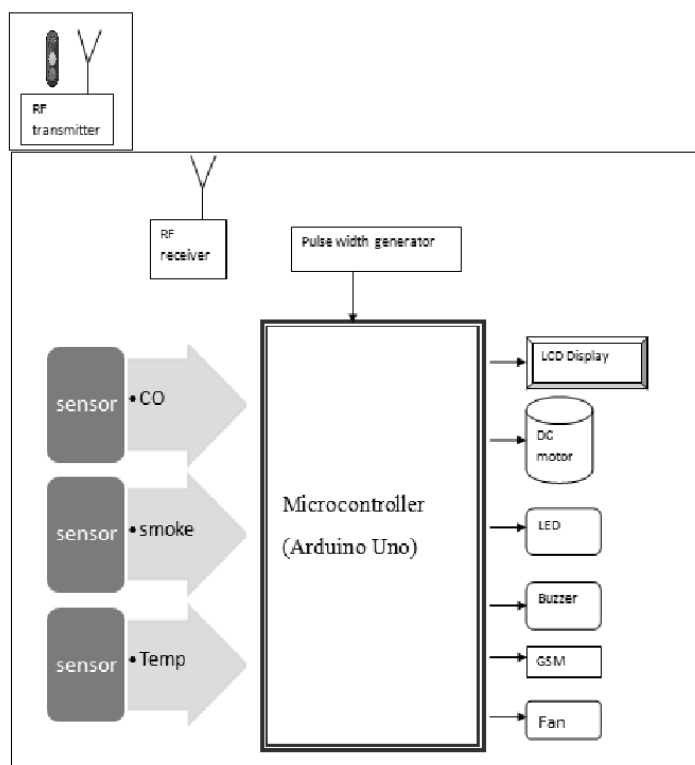 RF
transmitter
RF
receiver
Pulse width generator
sensor
• CO
sensor
• smoke
sensor
• Temp
Microcontroller
(Arduino Uno)
LCD Display
DC
motor
LED
Buzzer
GSM
Fan